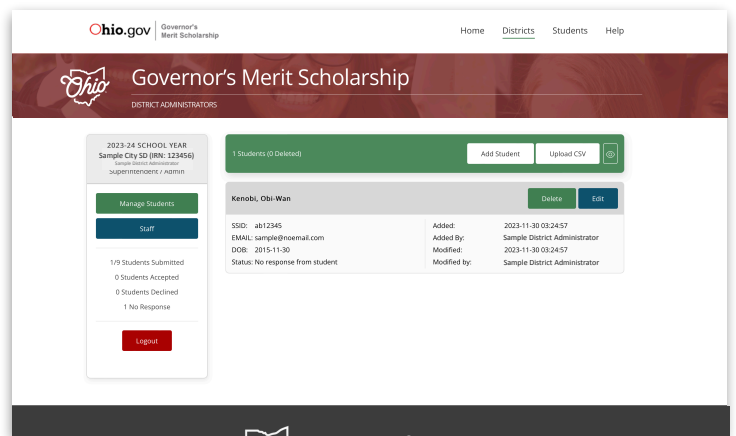 Ohio.gov
Governor's
Merit Scholarship
Home Districts Students Help
Ohio
Governor's Merit Scholarship
DISTRICT ADMINISTRATORS
2023-24 SCHOOL YEAR
Sample City SD (IRN: 123456)
Sample District Administrator
Superintendent / Admin
Manage Students
Staff
1/9 Students Submitted
0 Students Accepted
0 Students Declined
1 No Response
Logout
1 Students (0 Deleted)
Add Student
Upload CSV
Kenobi, Obi-Wan
Delete
Edit
SSID: ab12345
EMAIL: sample@noemail.com
DOB: 2015-11-30
Status: No response from student
Added: 2023-11-30 03:24:57
Added By: Sample District Administrator
Modified: 2023-11-30 03:24:57
Modified by: Sample District Administrator